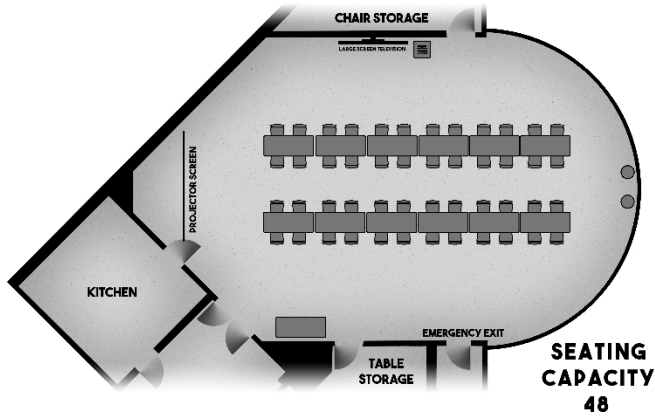 CHAIR STORAGE
LARGE SCREEN TELEVISION
PROJECTOR SCREEN
KITCHEN
EMERGENCY EXIT
TABLE
STORAGE
SEATING
CAPACITY
48